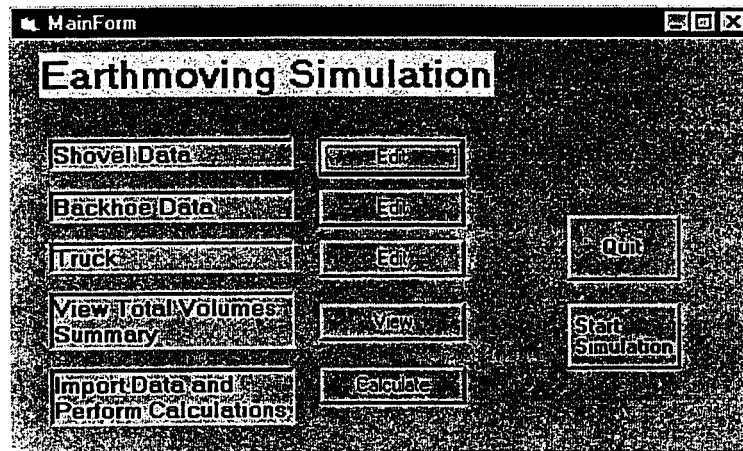 MainForm
Earthmoving Simulation
Shovel Data
Edit
Backhoe Data
Edit
Truck
Edit
View Total Volumes
Summary
View
Import Data and
Perform Calculations
Calculate
Quit
Start
Simulation